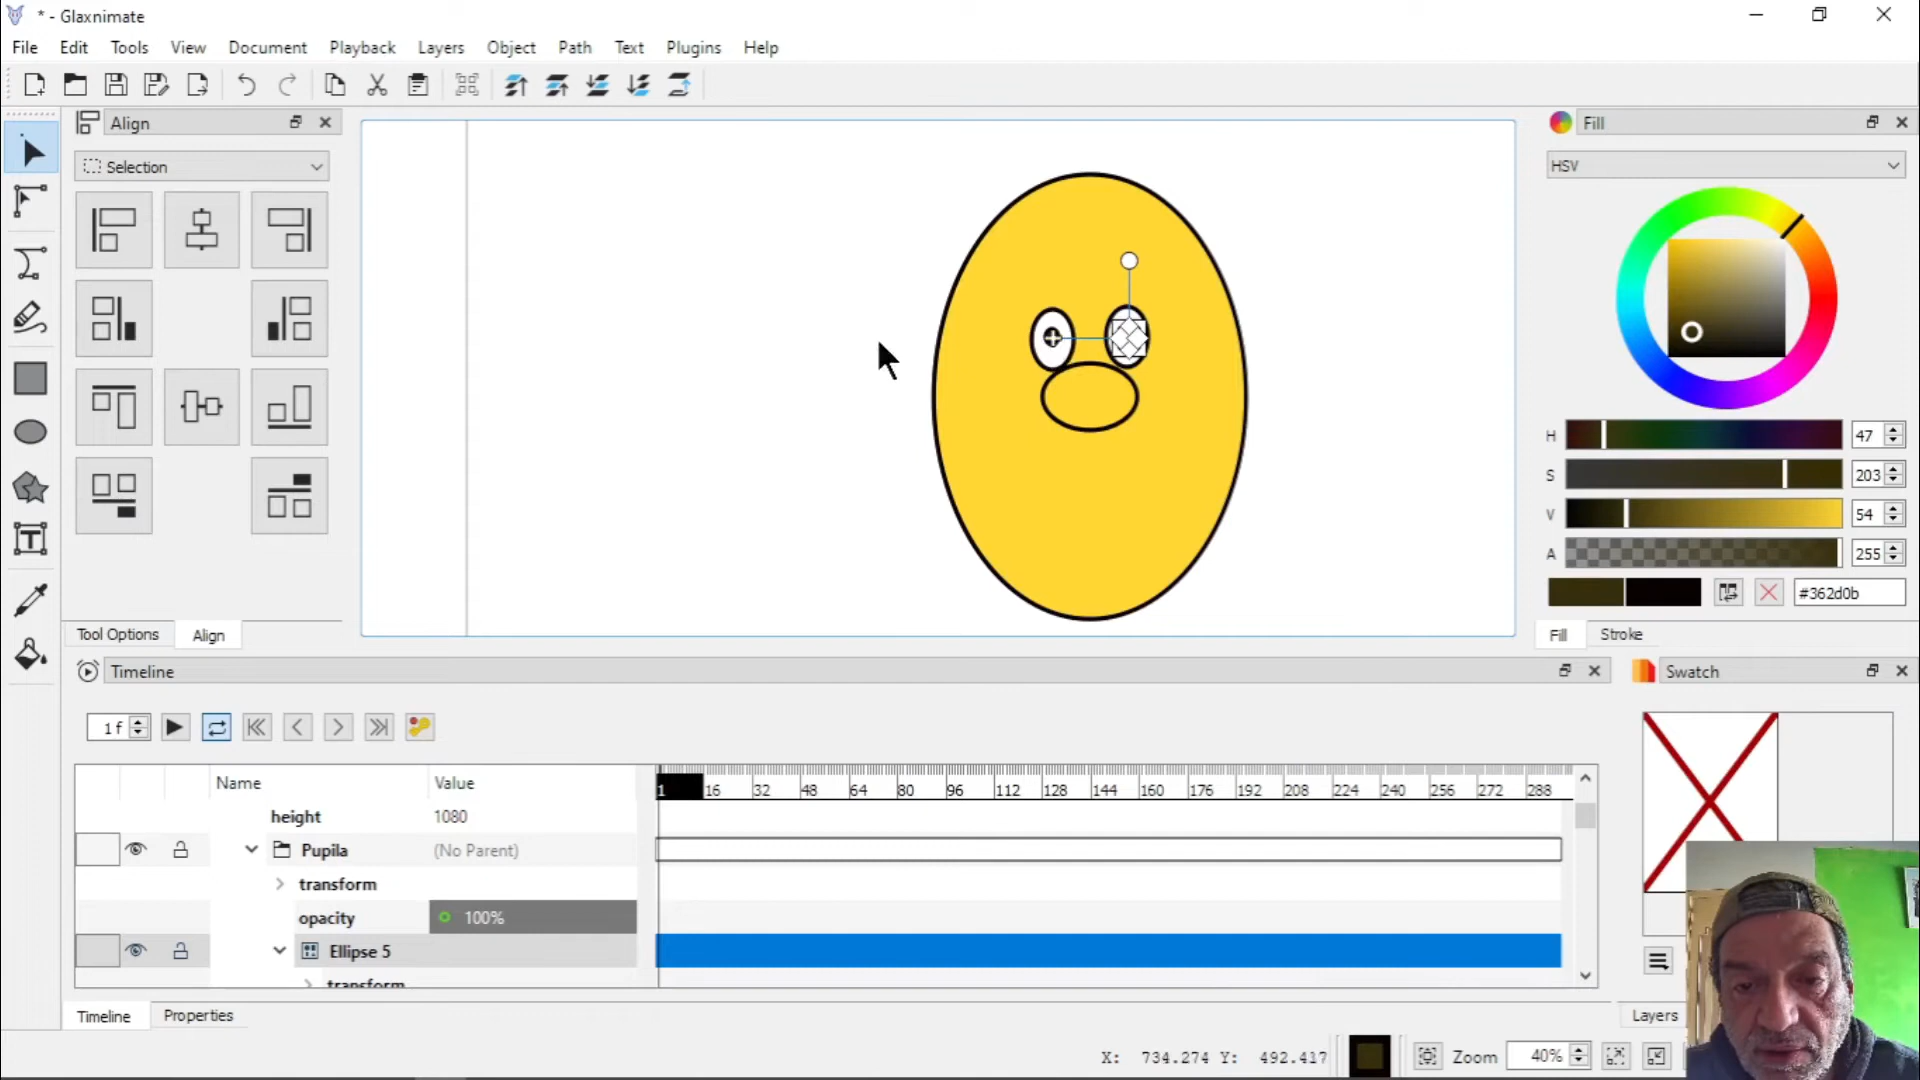 * - Glaxnimate
File Edit Tools View Document Playback Layers Object Path Text Plugins Help
Align
Fill
Selection
HSV
H 47
S 203
V 54
A 255
#362d0b
Tool Options Align
Fill Stroke
Timeline
Swatch
1 f
Name Value
1 16 32 48 64 80 96 112 128 144 160 176 192 208 224 240 256 272 288
height 1080
Pupila (No Parent)
transform
opacity 100%
Ellipse 5
transform
Timeline Properties
Layers
X: 734.274 Y: 492.417
Zoom 40%